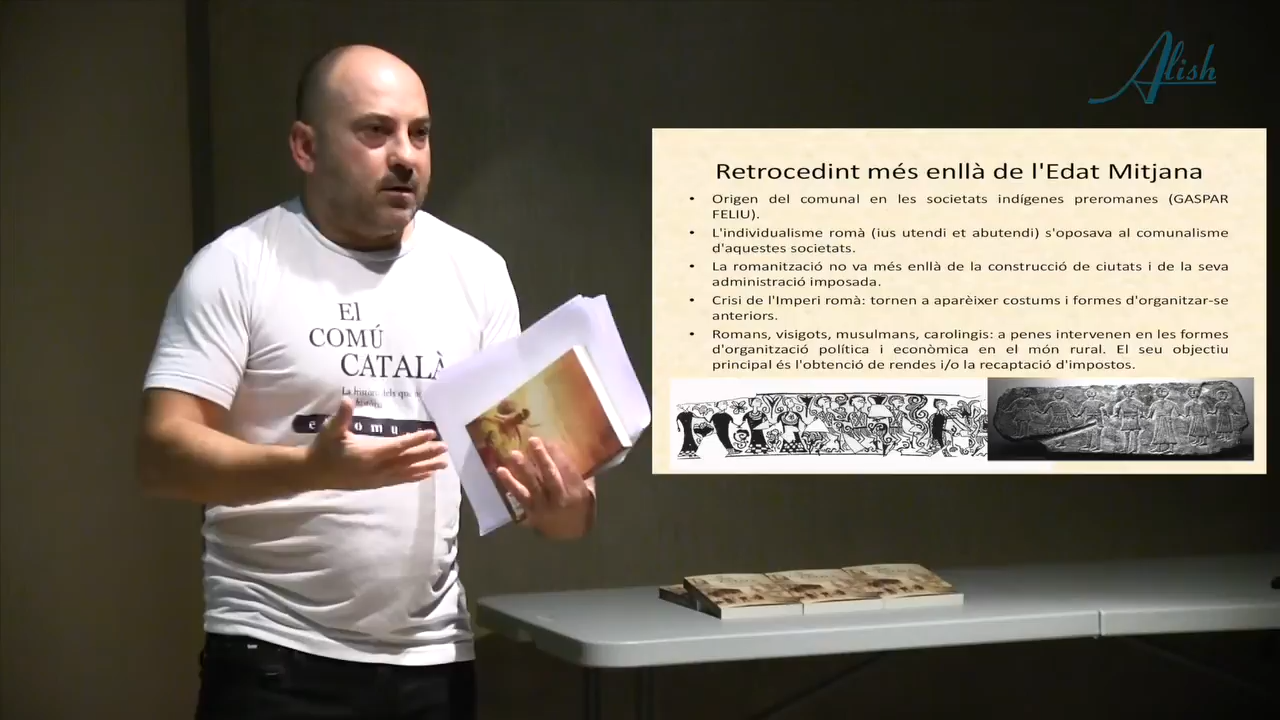 Alish
Retrocedint més enllà de l'Edat Mitjana
• Origen del comunal en les societats indígenes preromanes (GASPAR
FELIU).
• L'individualisme romà (ius utendi et abutendi) s'oposava al comunalisme
d'aquestes societats.
• La romanització no va més enllà de la construcció de ciutats i de la seva
administració imposada.
• Crisi de l'Imperi romà: tornen a aparèixer costums i formes d'organitzar-se
anteriors.
• Romans, visigots, musulmans, carolingis: a penes intervenen en les formes
d'organització política i econòmica en el món rural. El seu objectiu
principal és l'obtenció de rendes i/o la recaptació d'impostos.
El
COMÚ
CATALÀ
La història dels que
història